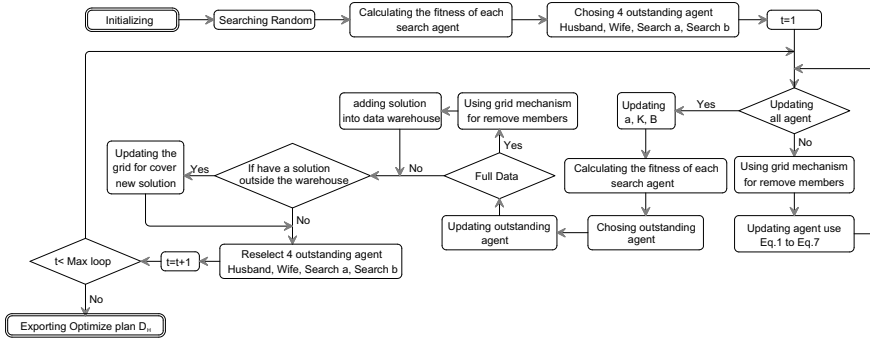 Initializing
Searching Random
Calculating the fitness of each
search agent
Chosing 4 outstanding agent
Husband, Wife, Search a, Search b
t=1
Updating
all agent
Yes
No
Updating
a, K, B
Using grid mechanism
for remove members
Updating agent use
Eq.1 to Eq.7
Calculating the fitness of each
search agent
Chosing outstanding
agent
Updating outstanding
agent
Full Data
Yes
No
Using grid mechanism
for remove members
adding solution
into data warehouse
If have a solution
outside the warehouse
Yes
No
Updating the
grid for cover
new solution
Reselect 4 outstanding agent
Husband, Wife, Search a, Search b
t=t+1
t< Max loop
No
Exporting Optimize plan D_H